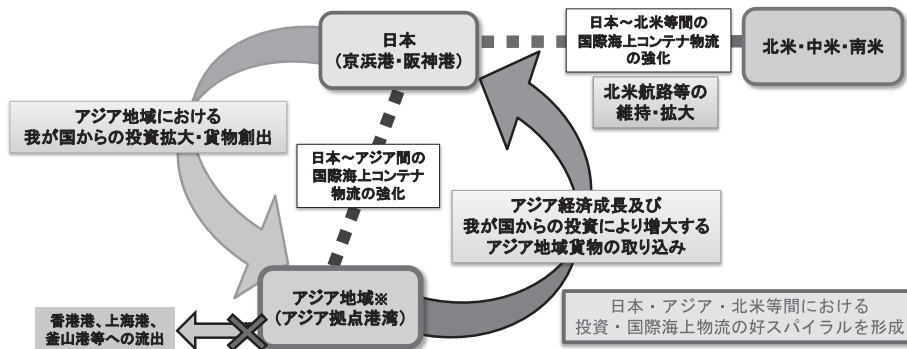 日本
（京浜港・阪神港）
日本～北米等間の
国際海上コンテナ物流
の強化
北米・中米・南米
北米航路等の
維持・拡大
アジア地域における
我が国からの投資拡大・貨物創出
日本～アジア間の
国際海上コンテナ
物流の強化
アジア経済成長及び
我が国からの投資により増大する
アジア地域貨物の取り込み
アジア地域※
（アジア拠点港湾）
香港港、上海港、
釜山港等への流出
日本・アジア・北米等間における
投資・国際海上物流の好スパイラルを形成